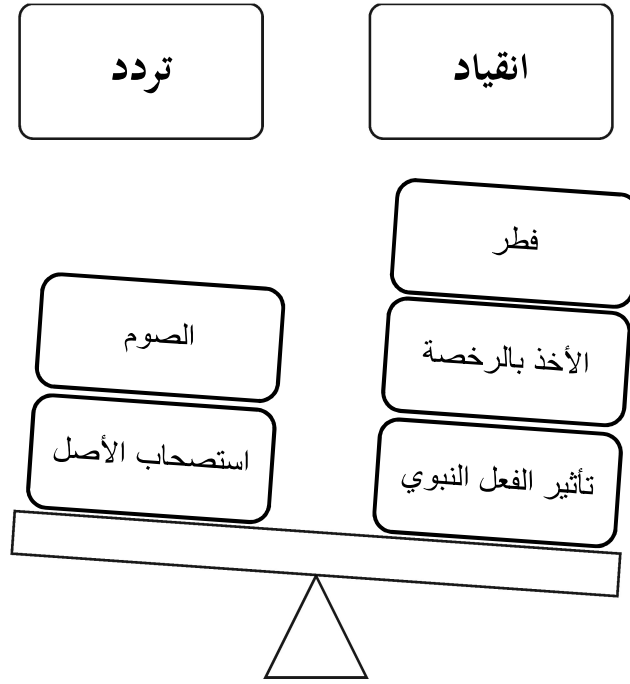 انقياد
تردد
فطر
الأخذ بالرخصة
تأثير الفعل النبوي
الصوم
استصحاب الأصل